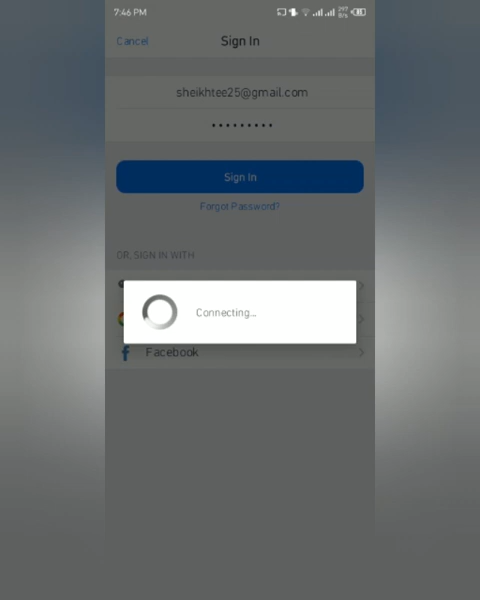 7:46 PM
297
B/s
Cancel
Sign In
sheikhtee25@gmail.com
Sign In
Forgot Password?
OR, SIGN IN WITH
Connecting...
Facebook